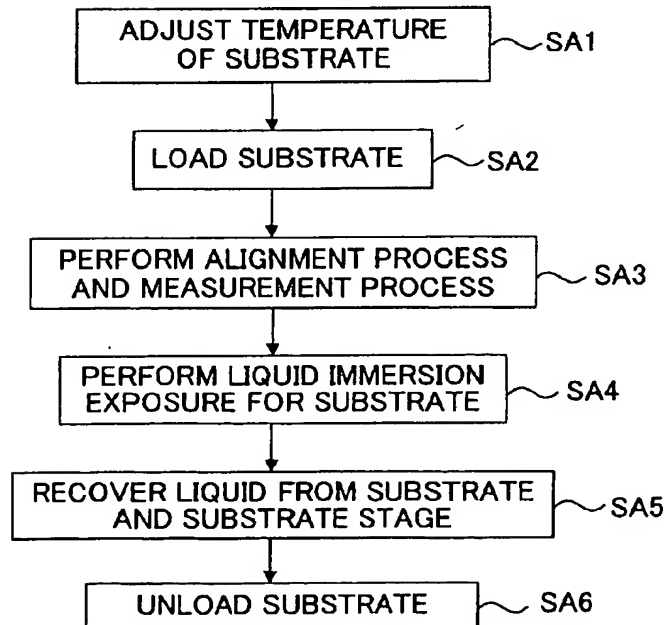 ADJUST TEMPERATURE
OF SUBSTRATE
SA1
LOAD SUBSTRATE
SA2
PERFORM ALIGNMENT PROCESS
AND MEASUREMENT PROCESS
SA3
PERFORM LIQUID IMMERSION
EXPOSURE FOR SUBSTRATE
SA4
RECOVER LIQUID FROM SUBSTRATE
AND SUBSTRATE STAGE
SA5
UNLOAD SUBSTRATE
SA6